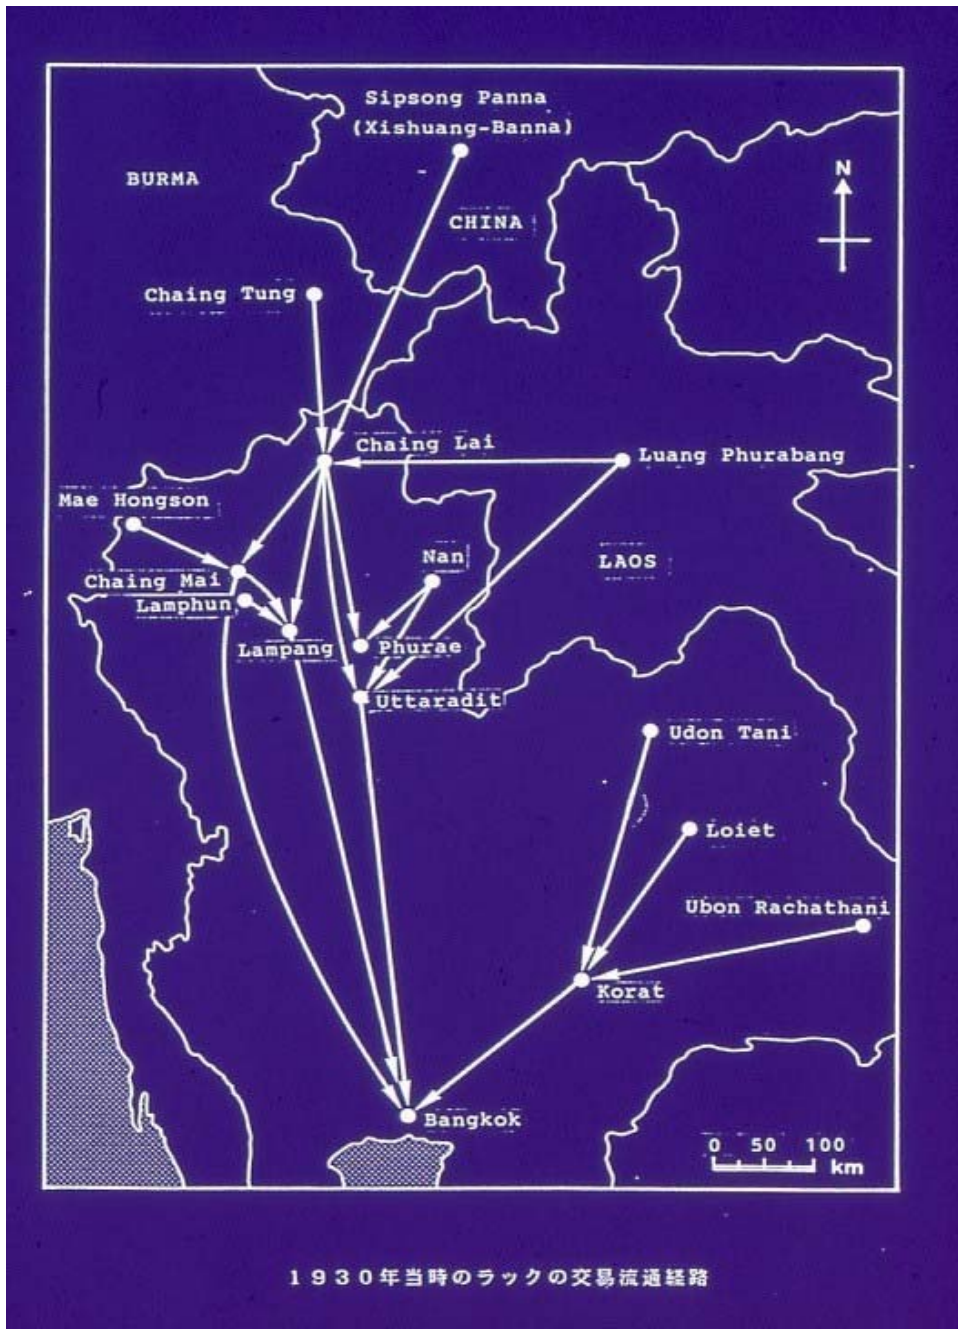 Sipsong Panna
(Xishuang-Banna)
BURMA
N
CHINA
Chaing Tung
Chaing Lai
Luang Phurabang
Mae Hongson
Nan
LAOS
Chaing Mai
Lamphun
Lampang
Phurae
Uttaradit
Udon Tani
Loiet
Ubon Rachathani
Korat
Bangkok
0 50 100
km
1930年当時のラックの交易流通経路